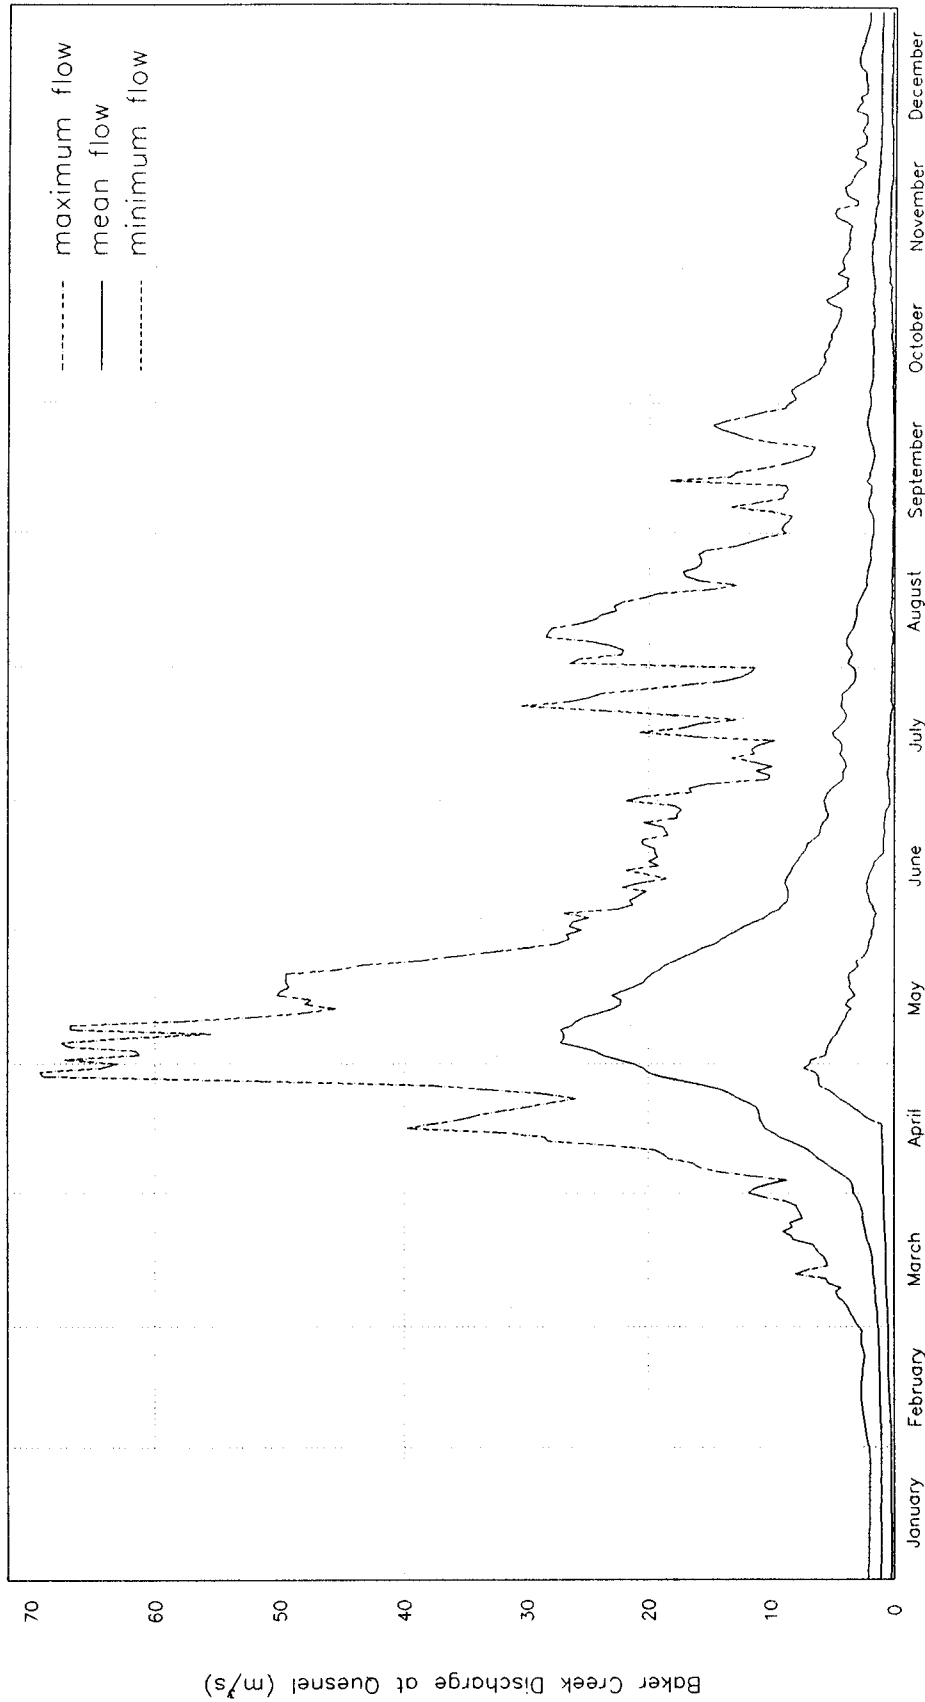 maximum flow
mean flow
minimum flow
Baker Creek Discharge at Quesnel (m³/s)
70
60
50
40
30
20
10
0
January February March April May June July August September October November December